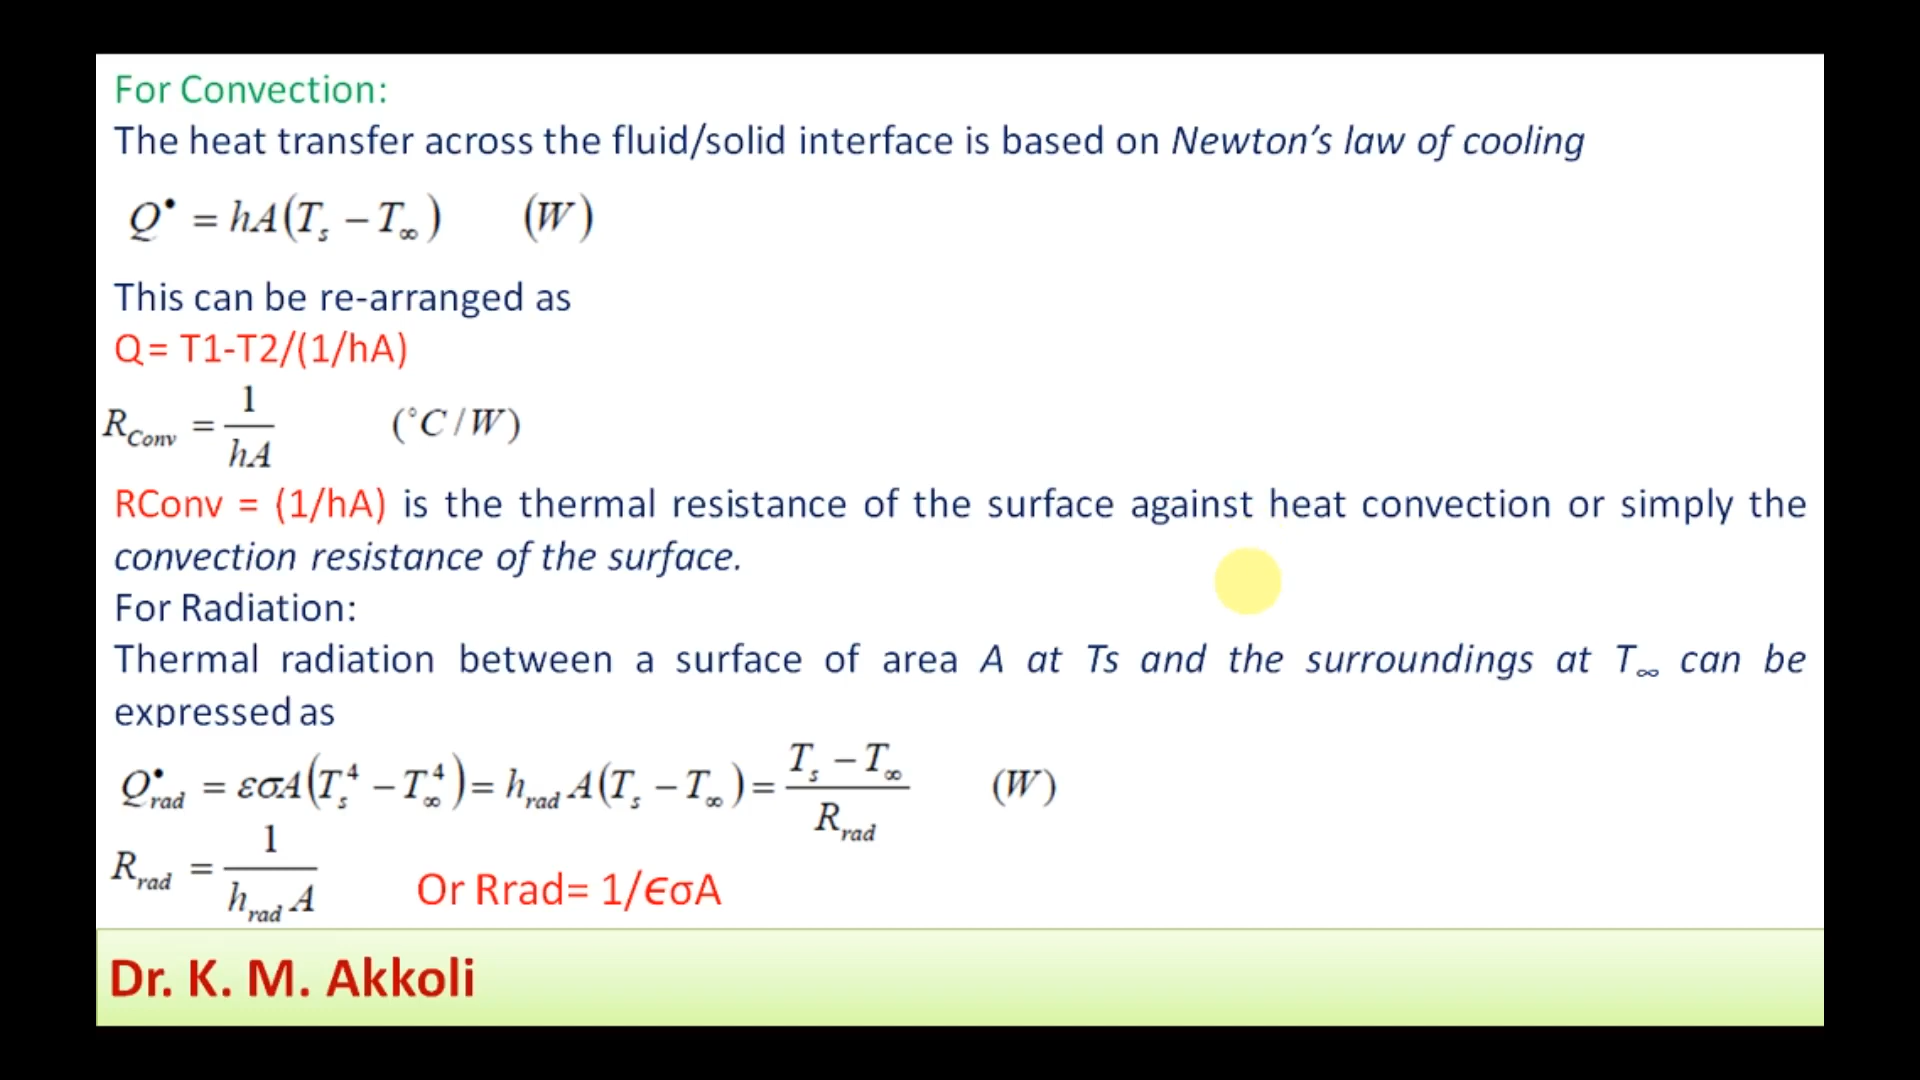 For Convection:
The heat transfer across the fluid/solid interface is based on Newton's law of cooling
Q• = hA(Ts − T∞) (W)
This can be re-arranged as
Q= T1-T2/(1/hA)
RConv = 1/hA (°C/W)
RConv = (1/hA) is the thermal resistance of the surface against heat convection or simply the
convection resistance of the surface.
For Radiation:
Thermal radiation between a surface of area A at Ts and the surroundings at T∞ can be
expressed as
Q•rad = εσA(Ts⁴ − T∞⁴) = hrad A(Ts − T∞) = (Ts − T∞)/Rrad (W)
Rrad = 1/(hrad A) Or Rrad= 1/ϵσA
Dr. K. M. Akkoli